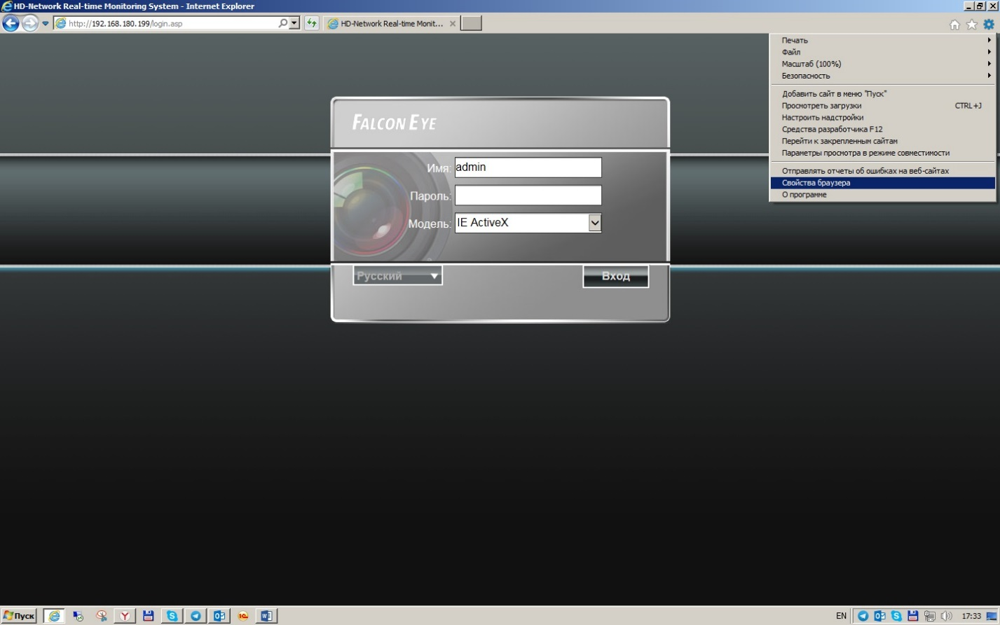 HD-Network Real-time Monitoring System - Internet Explorer
http://192.168.180.199/login.asp
HD-Network Real-time Monit...
Печать
Файл
Масштаб (100%)
Безопасность
Добавить сайт в меню "Пуск"
Просмотреть загрузки CTRL+J
Настроить надстройки
Средства разработчика F12
Перейти к закрепленным сайтам
Параметры просмотра в режиме совместимости
Отправлять отчеты об ошибках на веб-сайтах
Свойства браузера
О программе
FALCON EYE
Имя: admin
Пароль:
Модель: IE ActiveX
Русский
Вход
Пуск
EN
17:33